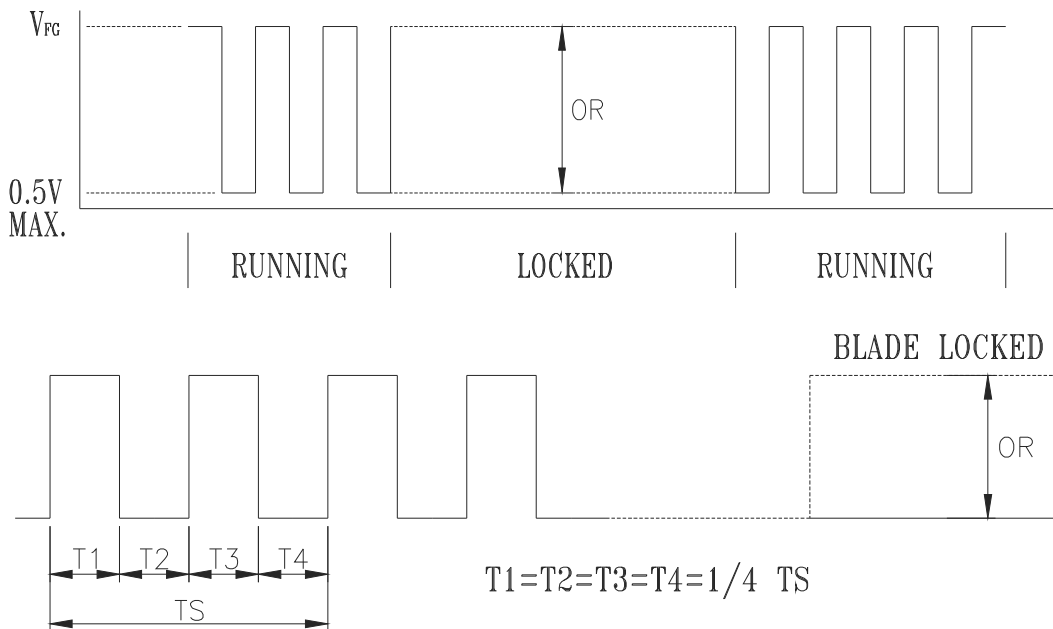 VFG
OR
0.5V
MAX.
RUNNING
LOCKED
RUNNING
BLADE LOCKED
OR
T1
T2
T3
T4
TS
T1=T2=T3=T4=1/4 TS